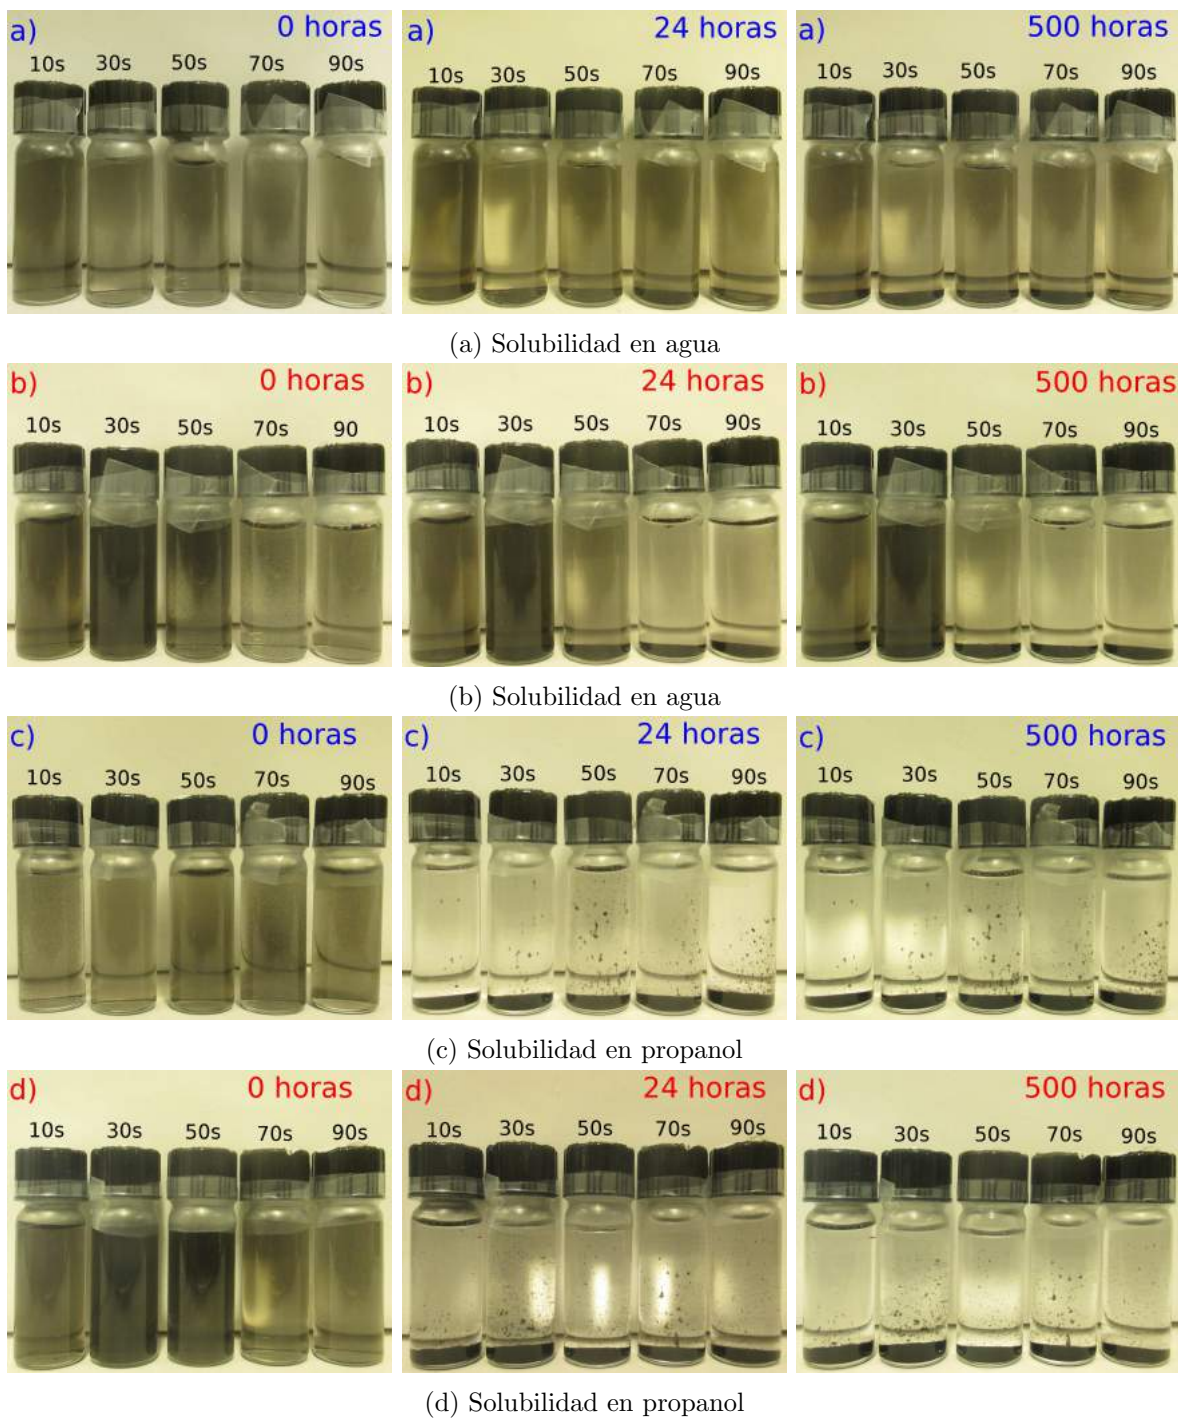 a) 0 horas
10s 30s 50s 70s 90s
a) 24 horas
10s 30s 50s 70s 90s
a) 500 horas
10s 30s 50s 70s 90s
(a) Solubilidad en agua
b) 0 horas
10s 30s 50s 70s 90
b) 24 horas
10s 30s 50s 70s 90s
b) 500 horas
10s 30s 50s 70s 90s
(b) Solubilidad en agua
c) 0 horas
10s 30s 50s 70s 90s
c) 24 horas
10s 30s 50s 70s 90s
c) 500 horas
10s 30s 50s 70s 90s
(c) Solubilidad en propanol
d) 0 horas
10s 30s 50s 70s 90s
d) 24 horas
10s 30s 50s 70s 90s
d) 500 horas
10s 30s 50s 70s 90s
(d) Solubilidad en propanol